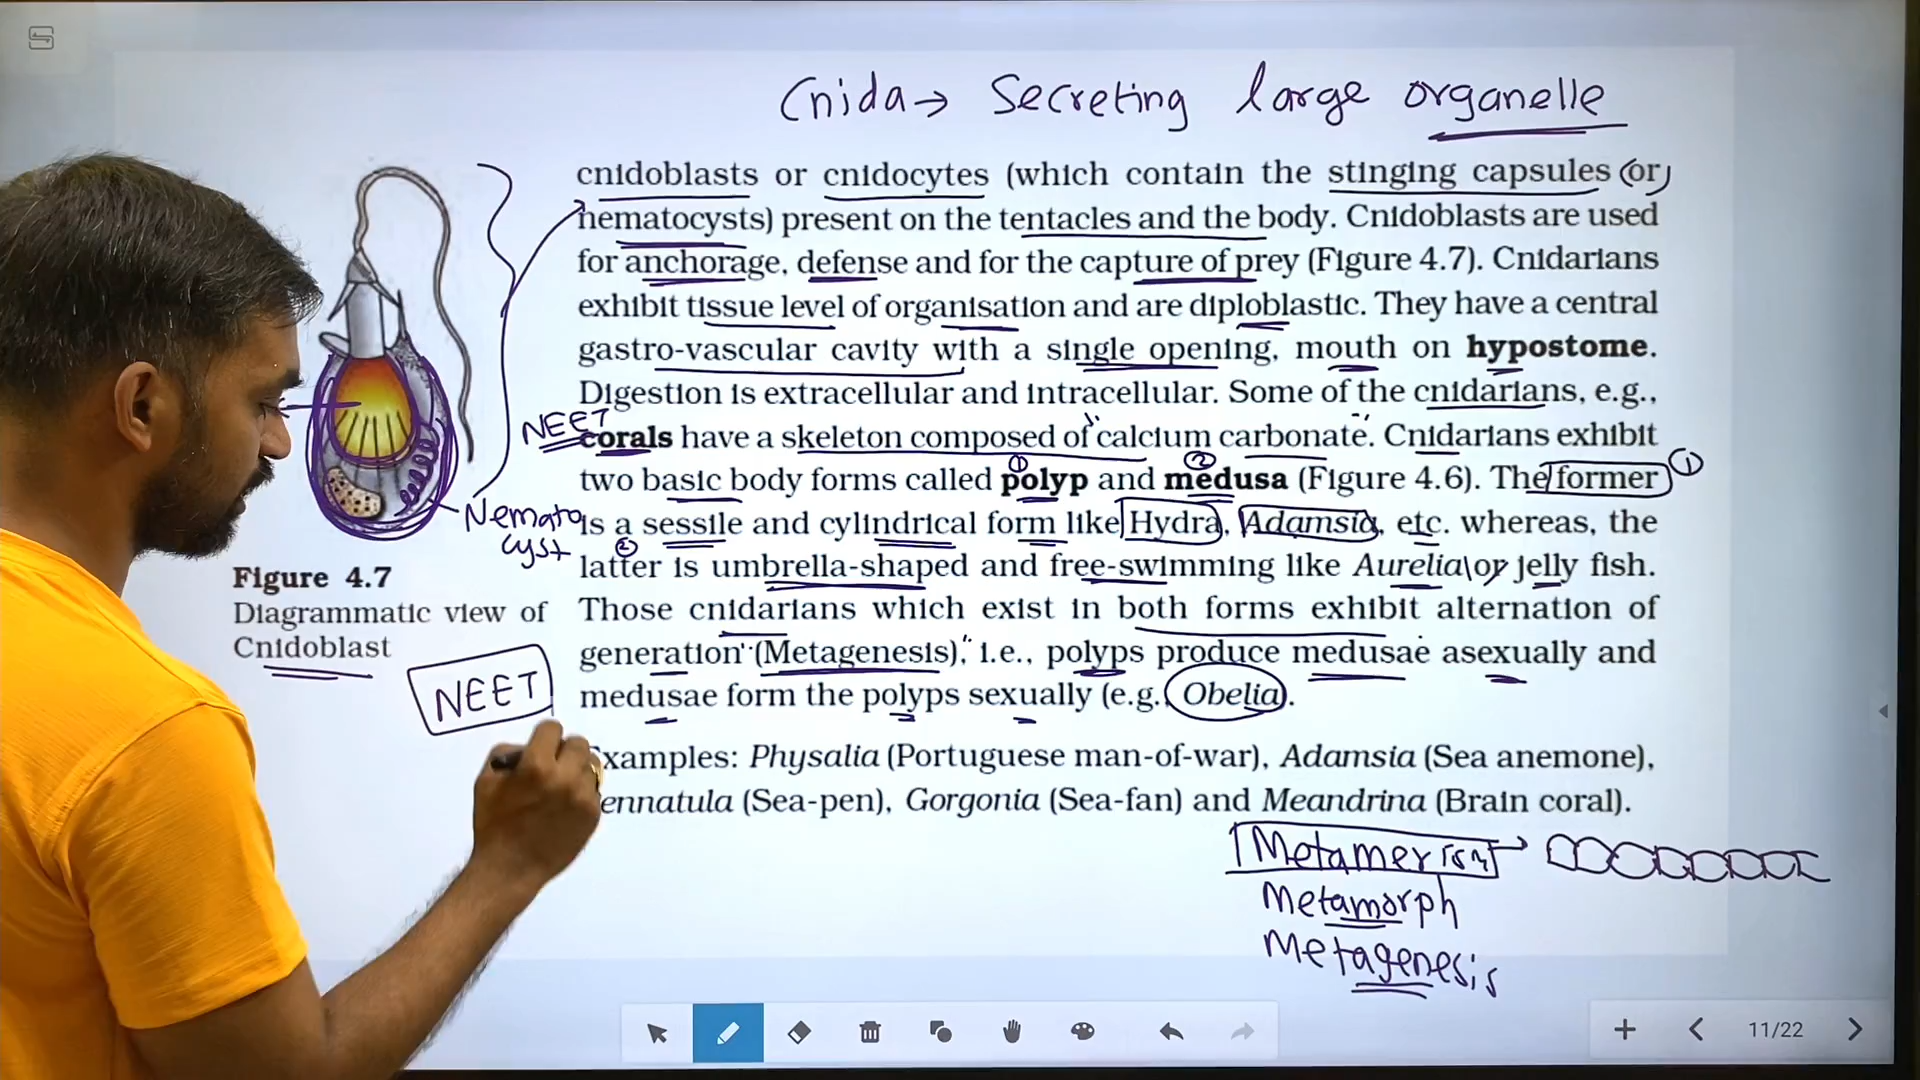 Cnida → Secreting large organelle
cnidoblasts or cnidocytes (which contain the stinging capsules (or)
nematocysts) present on the tentacles and the body. Cnidoblasts are used
for anchorage, defense and for the capture of prey (Figure 4.7). Cnidarians
exhibit tissue level of organisation and are diploblastic. They have a central
gastro-vascular cavity with a single opening, mouth on hypostome.
Digestion is extracellular and intracellular. Some of the cnidarians, e.g.,
NEET
corals have a skeleton composed of calcium carbonate. Cnidarians exhibit
① ②
two basic body forms called polyp and medusa (Figure 4.6). The former ①
Nemato
cyst
is a sessile and cylindrical form like Hydra, Adamsia, etc. whereas, the
②
latter is umbrella-shaped and free-swimming like Aurelia or jelly fish.
Those cnidarians which exist in both forms exhibit alternation of
generation (Metagenesis), i.e., polyps produce medusae asexually and
medusae form the polyps sexually (e.g., Obelia).
Figure 4.7
Diagrammatic view of
Cnidoblast
NEET
xamples: Physalia (Portuguese man-of-war), Adamsia (Sea anemone),
ennatula (Sea-pen), Gorgonia (Sea-fan) and Meandrina (Brain coral).
Metamerism →
Metamorph
Metagenesis
11/22